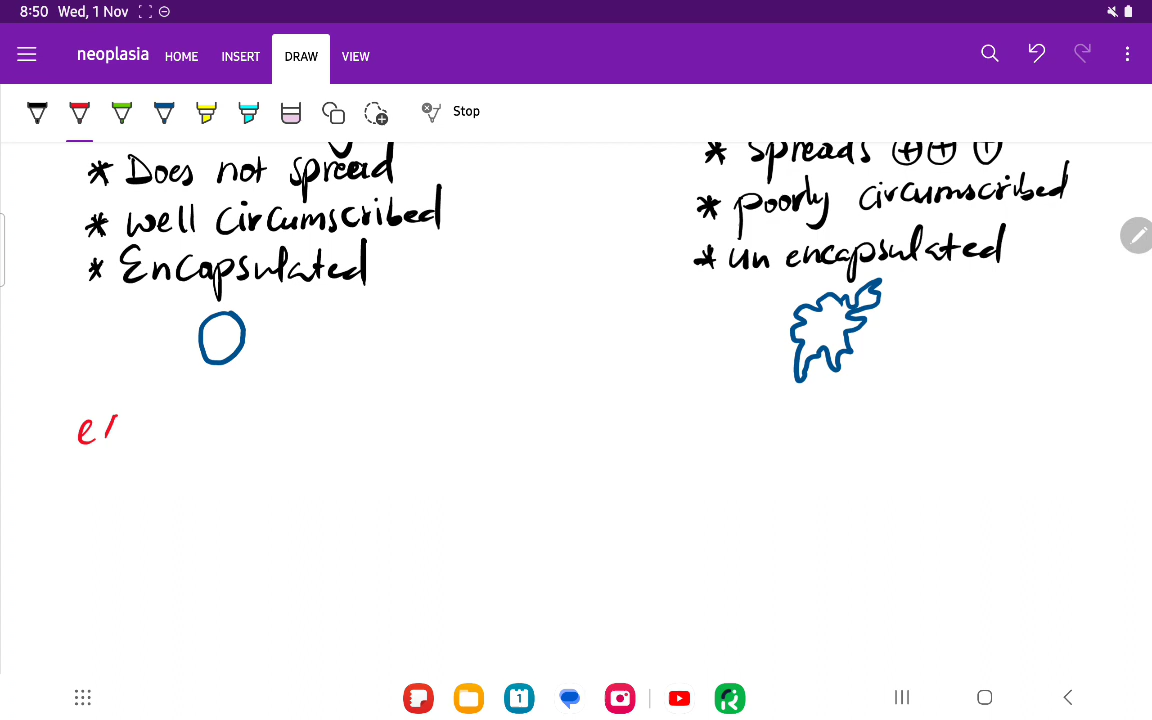 8:50 Wed, 1 Nov
neoplasia HOME INSERT DRAW VIEW
Stop
* Does not spread
* well circumscribed
* Encapsulated
* spreads ⊕⊕
* poorly circumscribed
* un encapsulated
1